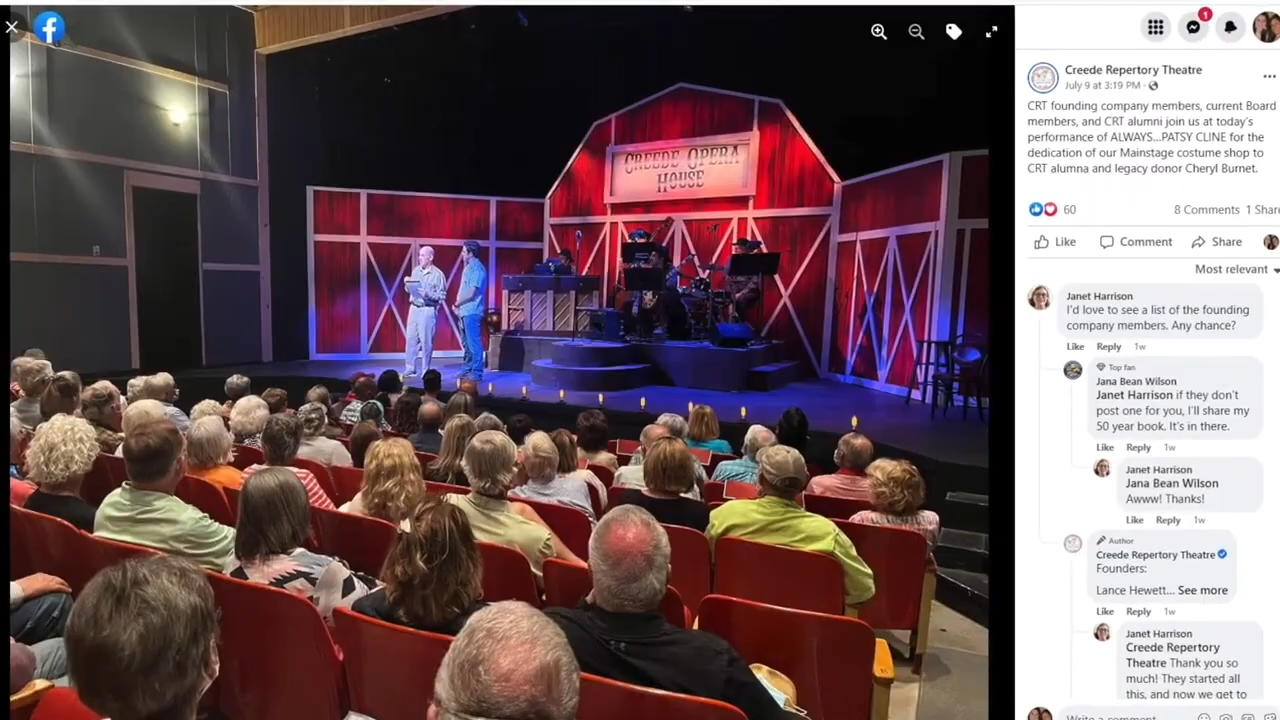 CREEDE OPERA
HOUSE
1
Creede Repertory Theatre
July 9 at 3:19 PM ·
CRT founding company members, current Board
members, and CRT alumni join us at today's
performance of ALWAYS...PATSY CLINE for the
dedication of our Mainstage costume shop to
CRT alumna and legacy donor Cheryl Burnet.
60
8 Comments 1 Share
Like
Comment
Share
Most relevant
Janet Harrison
I'd love to see a list of the founding
company members. Any chance?
Like Reply 1w
Top fan
Jana Bean Wilson
Janet Harrison if they don't
post one for you, I'll share my
50 year book. It's in there.
Like Reply 1w
Janet Harrison
Jana Bean Wilson
Awww! Thanks!
Like Reply 1w
Author
Creede Repertory Theatre
Founders:
Lance Hewett... See more
Like Reply 1w
Janet Harrison
Creede Repertory
Theatre Thank you so
much! They started all
this, and now we get to
Write a comment